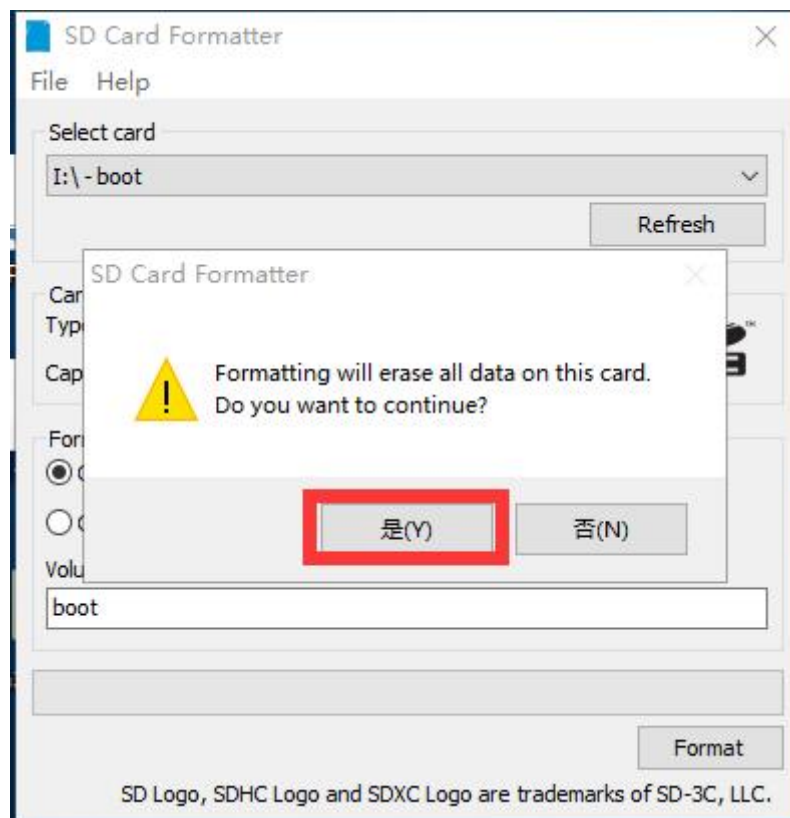 SD Card Formatter
File Help
Select card
I:\ - boot
Refresh
SD Card Formatter
Formatting will erase all data on this card.
Do you want to continue?
是(Y) 否(N)
boot
Format
SD Logo, SDHC Logo and SDXC Logo are trademarks of SD-3C, LLC.